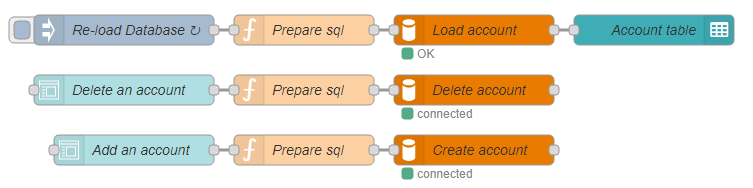 Re-load Database ↻
Prepare sql
Load account
Account table
OK
Delete an account
Prepare sql
Delete account
connected
Add an account
Prepare sql
Create account
connected